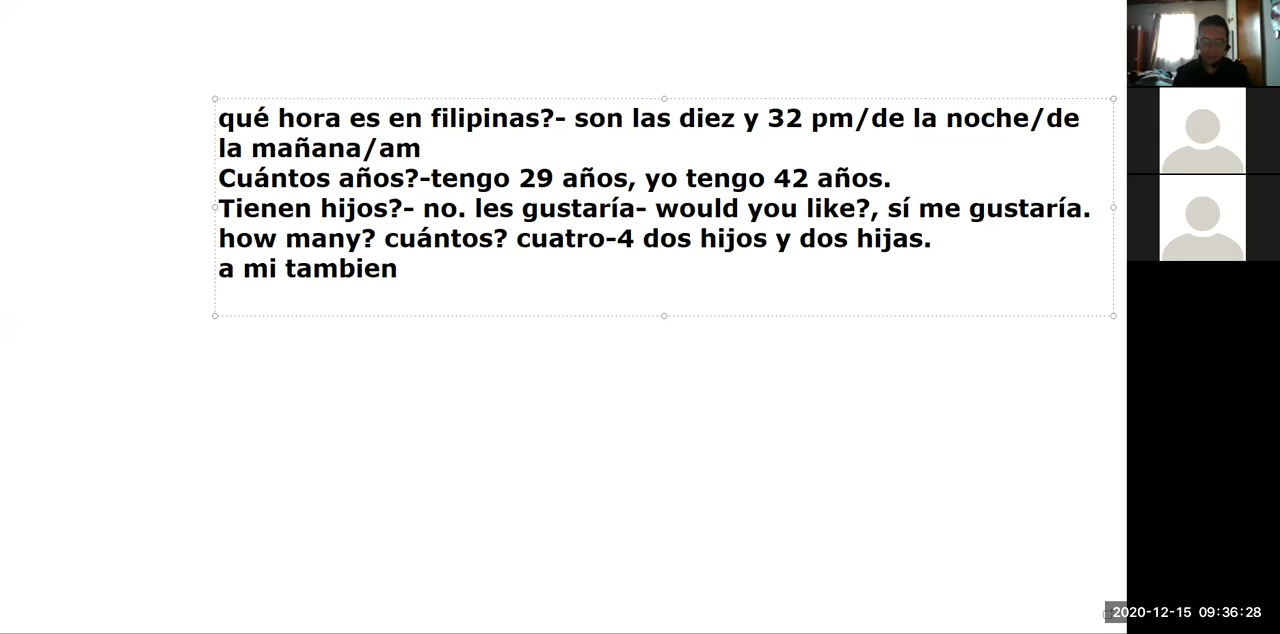 qué hora es en filipinas?- son las diez y 32 pm/de la noche/de
la mañana/am
Cuántos años?-tengo 29 años, yo tengo 42 años.
Tienen hijos?- no. les gustaría- would you like?, sí me gustaría.
how many? cuántos? cuatro-4 dos hijos y dos hijas.
a mi tambien
2020-12-15 09:36:28